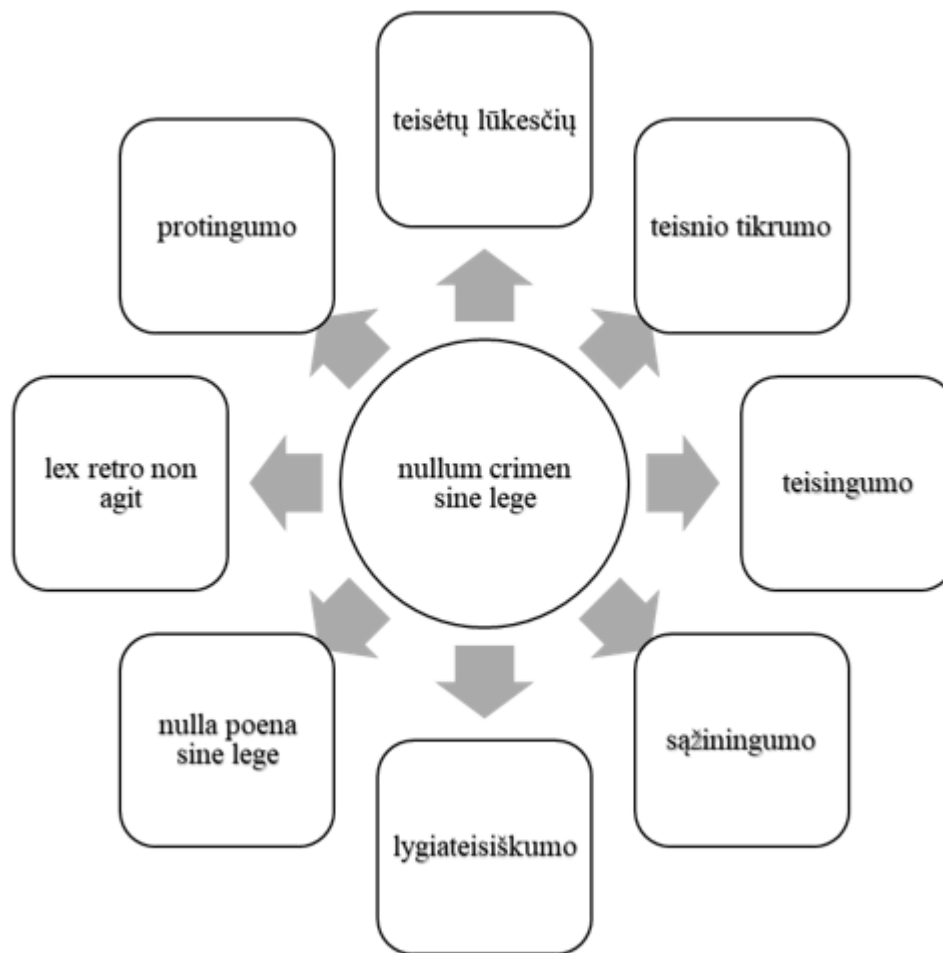 teisėtų lūkesčių
protingumo
teisnio tikrumo
lex retro non
agit
nullum crimen
sine lege
teisingumo
nulla poena
sine lege
sąžiningumo
lygiateisiškumo